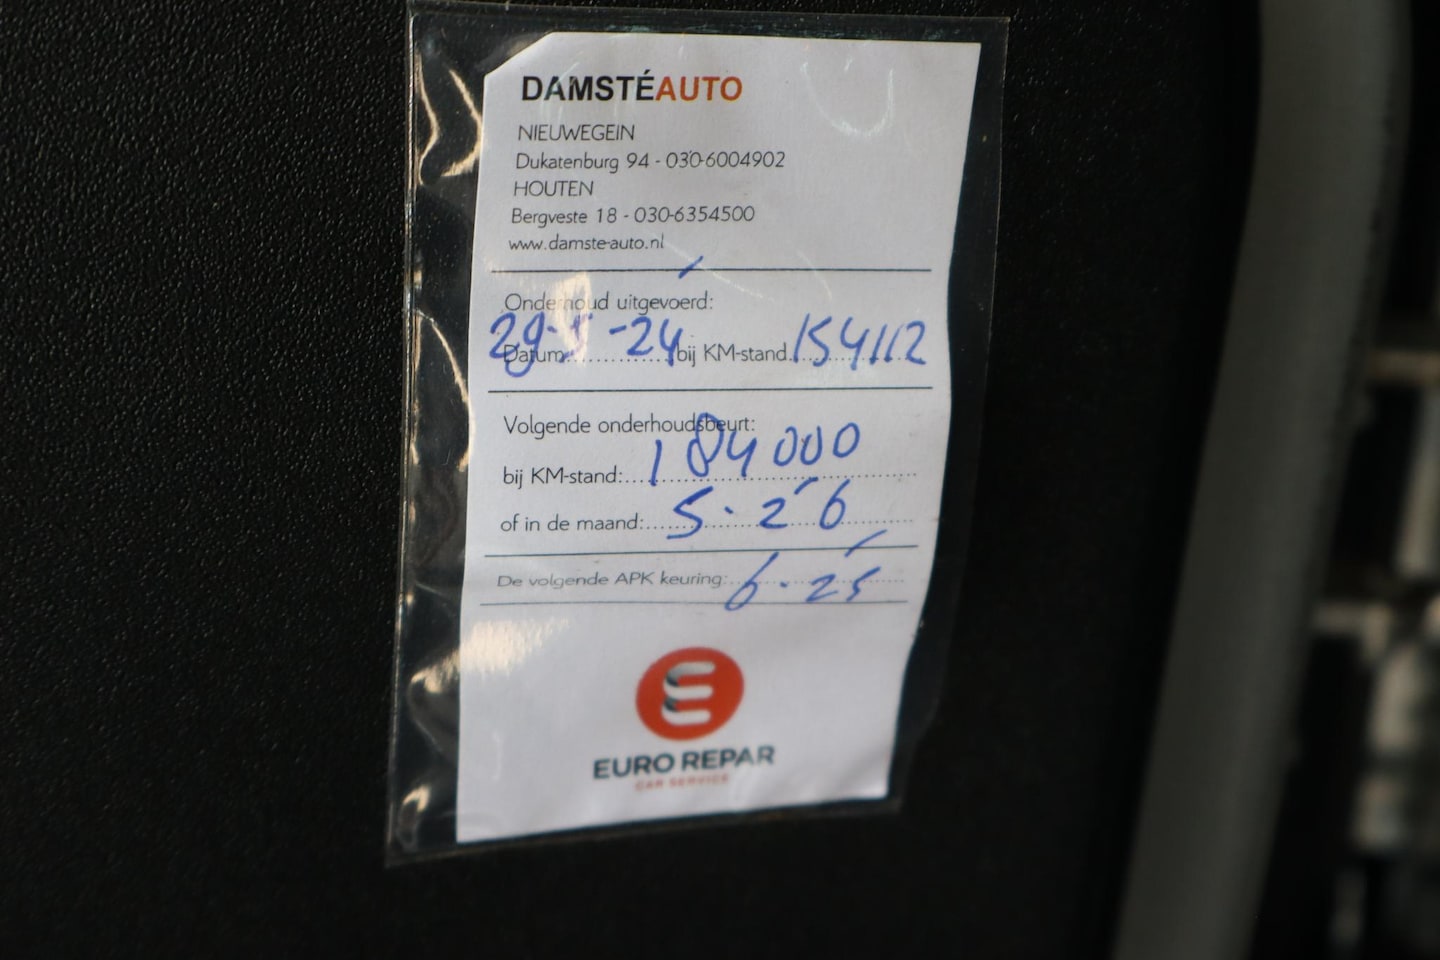 DAMSTÉAUTO
NIEUWEGEIN
Dukatenburg 94 - 030-6004902
HOUTEN
Bergveste 18 - 030-6354500
www.damste-auto.nl
Onderhoud uitgevoerd:
Datum 29-5-'24 bij KM-stand 154112
Volgende onderhoudsbeurt:
bij KM-stand: 184000
of in de maand: 5-2'6
De volgende APK keuring: 6-25
EURO REPAR
CAR SERVICE